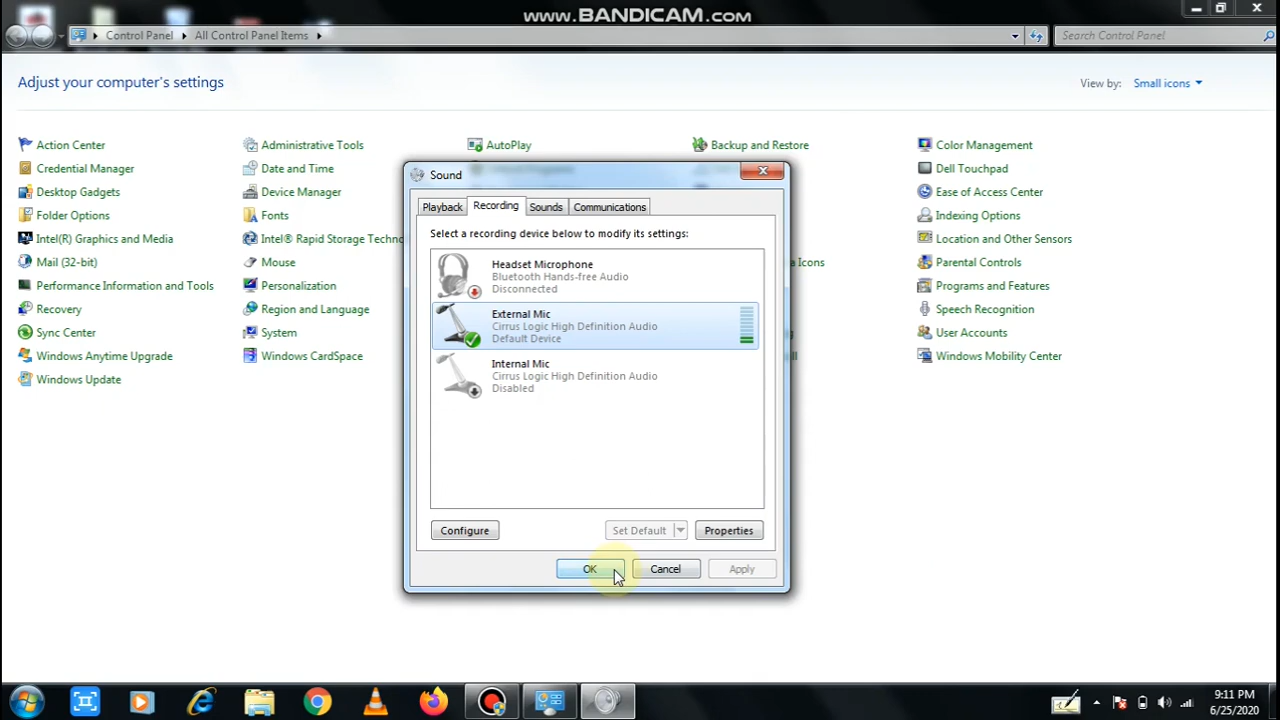 www.BANDICAM.com
Control Panel
All Control Panel Items
Search Control Panel
Adjust your computer's settings
View by:
Small icons
Action Center
Administrative Tools
AutoPlay
Backup and Restore
Color Management
Credential Manager
Date and Time
Dell Touchpad
Desktop Gadgets
Device Manager
Ease of Access Center
Folder Options
Fonts
Indexing Options
Intel(R) Graphics and Media
Intel® Rapid Storage Techno
Location and Other Sensors
Mail (32-bit)
Mouse
a Icons
Parental Controls
Performance Information and Tools
Personalization
Programs and Features
Recovery
Region and Language
Speech Recognition
Sync Center
System
User Accounts
Windows Anytime Upgrade
Windows CardSpace
all
Windows Mobility Center
Windows Update
Sound
Playback
Recording
Sounds
Communications
Select a recording device below to modify its settings:
Headset Microphone
Bluetooth Hands-free Audio
Disconnected
External Mic
Cirrus Logic High Definition Audio
Default Device
Internal Mic
Cirrus Logic High Definition Audio
Disabled
Configure
Set Default
Properties
OK
Cancel
Apply
9:11 PM
6/25/2020